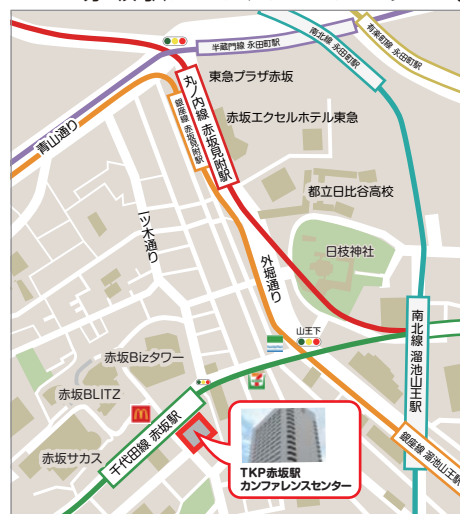 半蔵門線 永田町駅
南北線 永田町駅
有楽町線 永田町駅
東急プラザ赤坂
丸ノ内線 赤坂見附駅
銀座線 赤坂見附駅
赤坂エクセルホテル東急
青山通り
都立日比谷高校
一ツ木通り
日枝神社
外堀通り
山王下
南北線 溜池山王駅
赤坂Bizタワー
赤坂BLITZ
千代田線 赤坂駅
赤坂サカス
銀座線 溜池山王駅
TKP赤坂駅
カンファレンスセンター